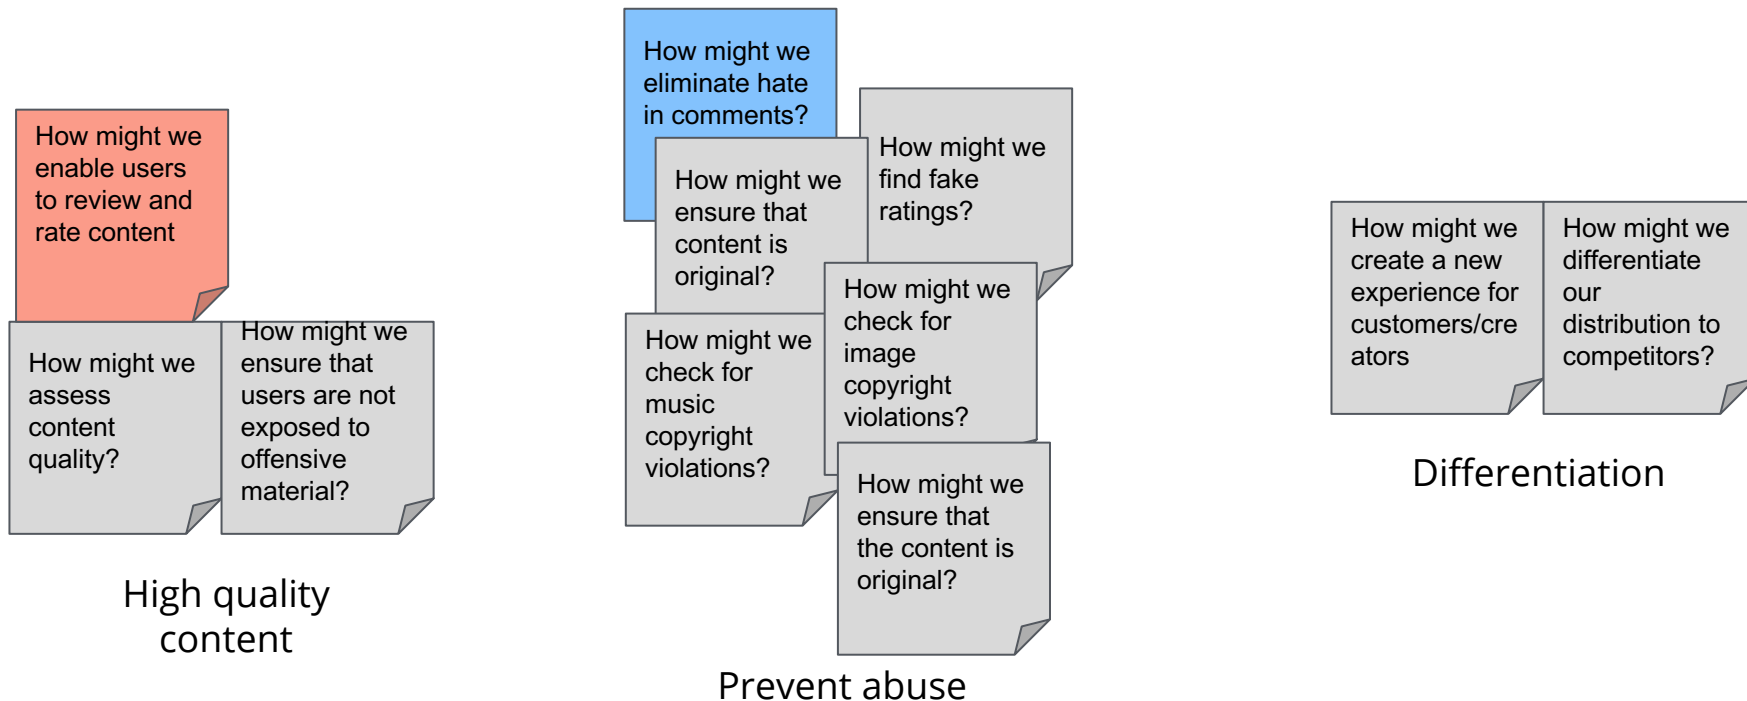 How might we
enable users
to review and
rate content
How might we
assess
content
quality?
How might we
ensure that
users are not
exposed to
offensive
material?
High quality
content
How might we
eliminate hate
in comments?
How might we
find fake
ratings?
How might we
ensure that
content is
original?
How might we
check for
image
copyright
violations?
How might we
check for
music
copyright
violations?
How might we
ensure that
the content is
original?
Prevent abuse
How might we
create a new
experience for
customers/cre
ators
How might we
differentiate
our
distribution to
competitors?
Differentiation